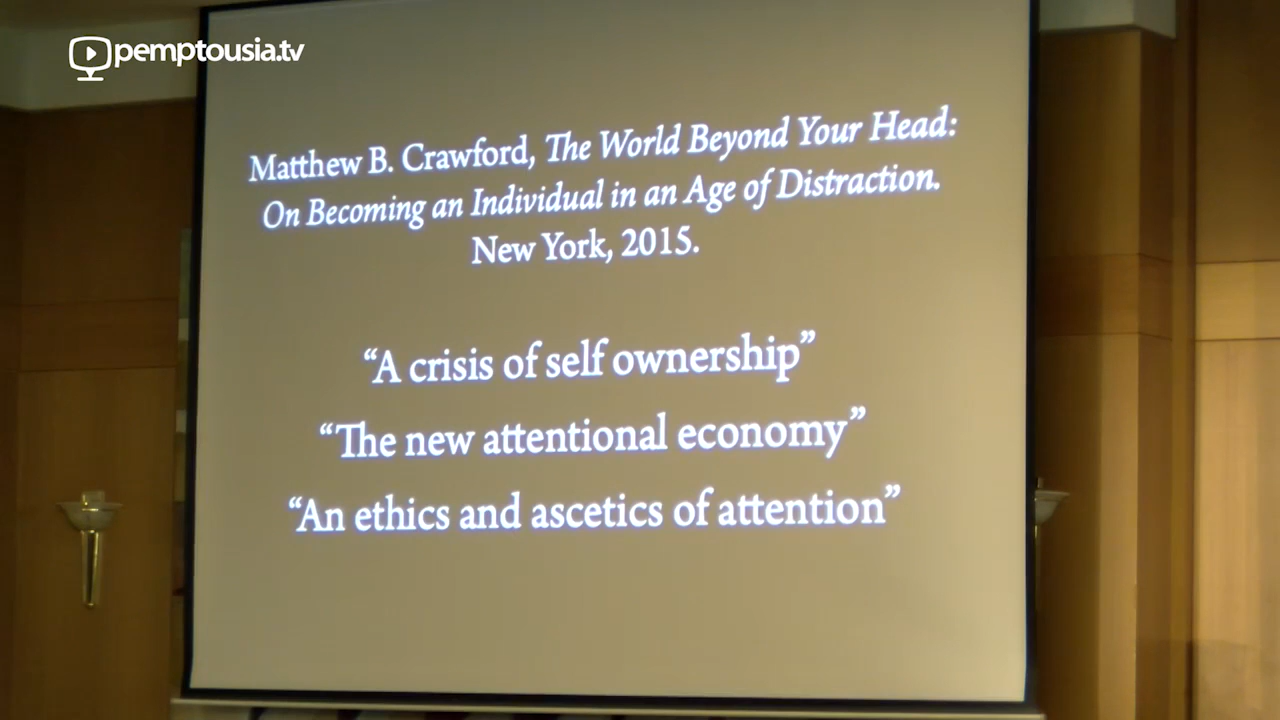 pemptousia.tv
Matthew B. Crawford, The World Beyond Your Head:
On Becoming an Individual in an Age of Distraction.
New York, 2015.
“A crisis of self ownership”
“The new attentional economy”
“An ethics and ascetics of attention”